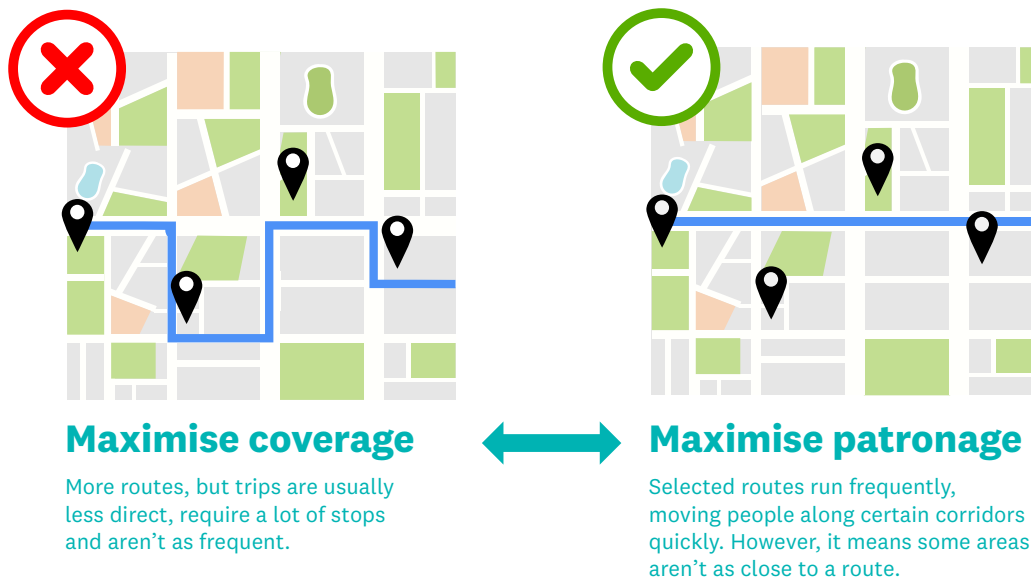 Maximise coverage
More routes, but trips are usually
less direct, require a lot of stops
and aren’t as frequent.
Maximise patronage
Selected routes run frequently,
moving people along certain corridors
quickly. However, it means some areas
aren’t as close to a route.